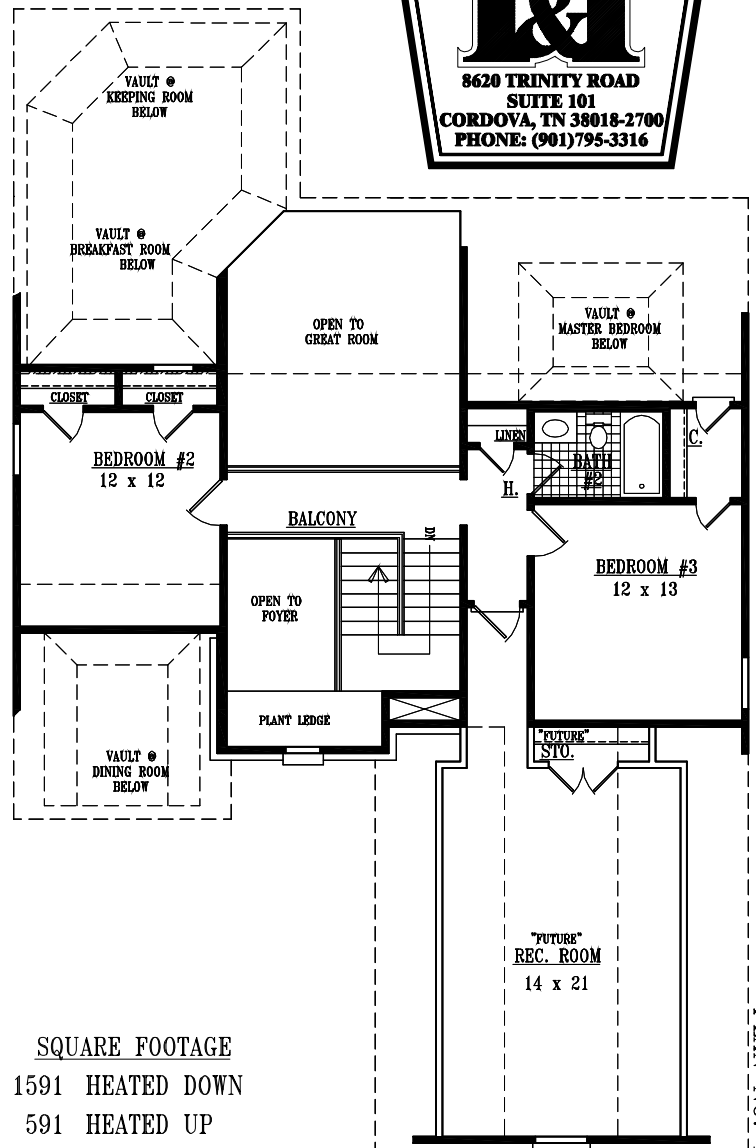 &
8620 TRINITY ROAD
SUITE 101
CORDOVA, TN 38018-2700
PHONE: (901)795-3316
VAULT @
KEEPING ROOM
BELOW
VAULT @
BREAKFAST ROOM
BELOW
OPEN TO
GREAT ROOM
VAULT @
MASTER BEDROOM
BELOW
CLOSET
CLOSET
LINEN
C.
BATH
#2
H.
BEDROOM #2
12 x 12
BALCONY
DN
BEDROOM #3
12 x 13
OPEN TO
FOYER
PLANT LEDGE
"FUTURE"
STO.
VAULT @
DINING ROOM
BELOW
"FUTURE"
REC. ROOM
14 x 21
SQUARE FOOTAGE
1591 HEATED DOWN
591 HEATED UP